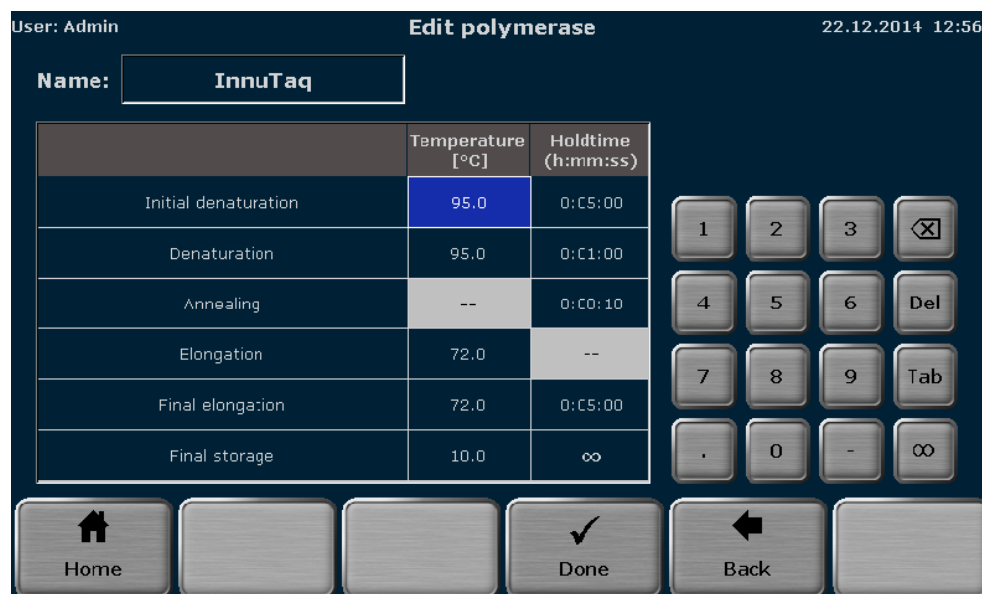 User: Admin Edit polymerase 22.12.2014 12:56
Name: InnuTaq
Temperature [°C] Holdtime (h:mm:ss)
Initial denaturation 95.0 0:05:00
Denaturation 95.0 0:01:00
Annealing -- 0:00:10
Elongation 72.0 --
Final elongation 72.0 0:05:00
Final storage 10.0 ∞
1 2 3
4 5 6 Del
7 8 9 Tab
. 0 - ∞
Home Done Back